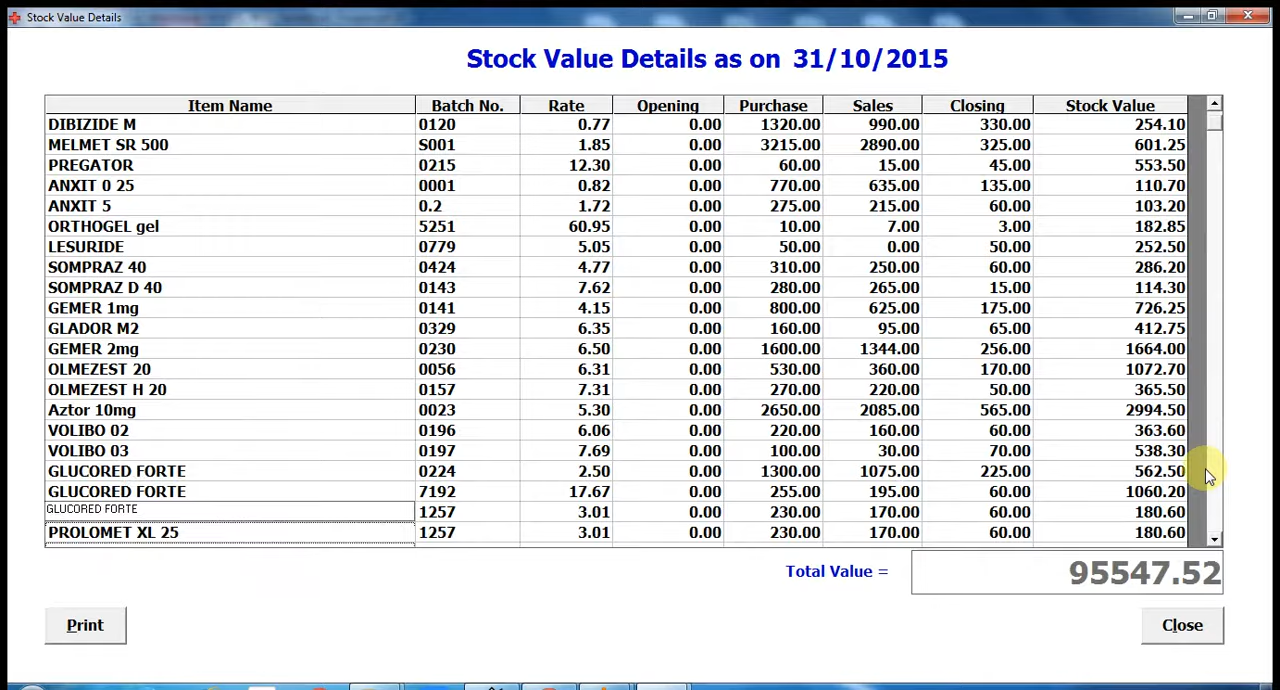 Stock Value Details
Stock Value Details as on 31/10/2015
Item Name Batch No. Rate Opening Purchase Sales Closing Stock Value
DIBIZIDE M 0120 0.77 0.00 1320.00 990.00 330.00 254.10
MELMET SR 500 S001 1.85 0.00 3215.00 2890.00 325.00 601.25
PREGATOR 0215 12.30 0.00 60.00 15.00 45.00 553.50
ANXIT 0 25 0001 0.82 0.00 770.00 635.00 135.00 110.70
ANXIT 5 0.2 1.72 0.00 275.00 215.00 60.00 103.20
ORTHOGEL gel 5251 60.95 0.00 10.00 7.00 3.00 182.85
LESURIDE 0779 5.05 0.00 50.00 0.00 50.00 252.50
SOMPRAZ 40 0424 4.77 0.00 310.00 250.00 60.00 286.20
SOMPRAZ D 40 0143 7.62 0.00 280.00 265.00 15.00 114.30
GEMER 1mg 0141 4.15 0.00 800.00 625.00 175.00 726.25
GLADOR M2 0329 6.35 0.00 160.00 95.00 65.00 412.75
GEMER 2mg 0230 6.50 0.00 1600.00 1344.00 256.00 1664.00
OLMEZEST 20 0056 6.31 0.00 530.00 360.00 170.00 1072.70
OLMEZEST H 20 0157 7.31 0.00 270.00 220.00 50.00 365.50
Aztor 10mg 0023 5.30 0.00 2650.00 2085.00 565.00 2994.50
VOLIBO 02 0196 6.06 0.00 220.00 160.00 60.00 363.60
VOLIBO 03 0197 7.69 0.00 100.00 30.00 70.00 538.30
GLUCORED FORTE 0224 2.50 0.00 1300.00 1075.00 225.00 562.50
GLUCORED FORTE 7192 17.67 0.00 255.00 195.00 60.00 1060.20
GLUCORED FORTE 1257 3.01 0.00 230.00 170.00 60.00 180.60
PROLOMET XL 25 1257 3.01 0.00 230.00 170.00 60.00 180.60
Total Value = 95547.52
Print Close